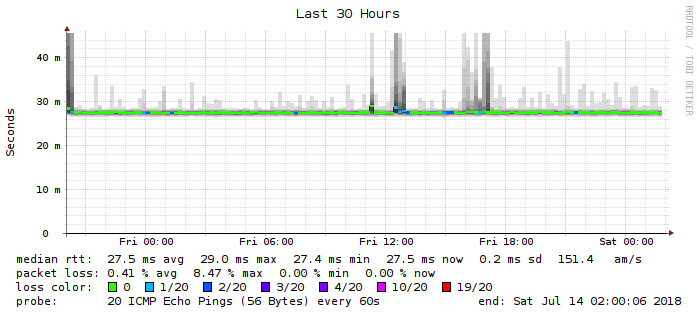 Last 30 Hours
RRDTOOL / TOBI OETIKER
Seconds
40 m
30 m
20 m
10 m
0
Fri 00:00 Fri 06:00 Fri 12:00 Fri 18:00 Sat 00:00
median rtt: 27.5 ms avg 29.0 ms max 27.4 ms min 27.5 ms now 0.2 ms sd 151.4 am/s
packet loss: 0.41 % avg 8.47 % max 0.00 % min 0.00 % now
loss color: 0 1/20 2/20 3/20 4/20 10/20 19/20
probe: 20 ICMP Echo Pings (56 Bytes) every 60s end: Sat Jul 14 02:00:06 2018